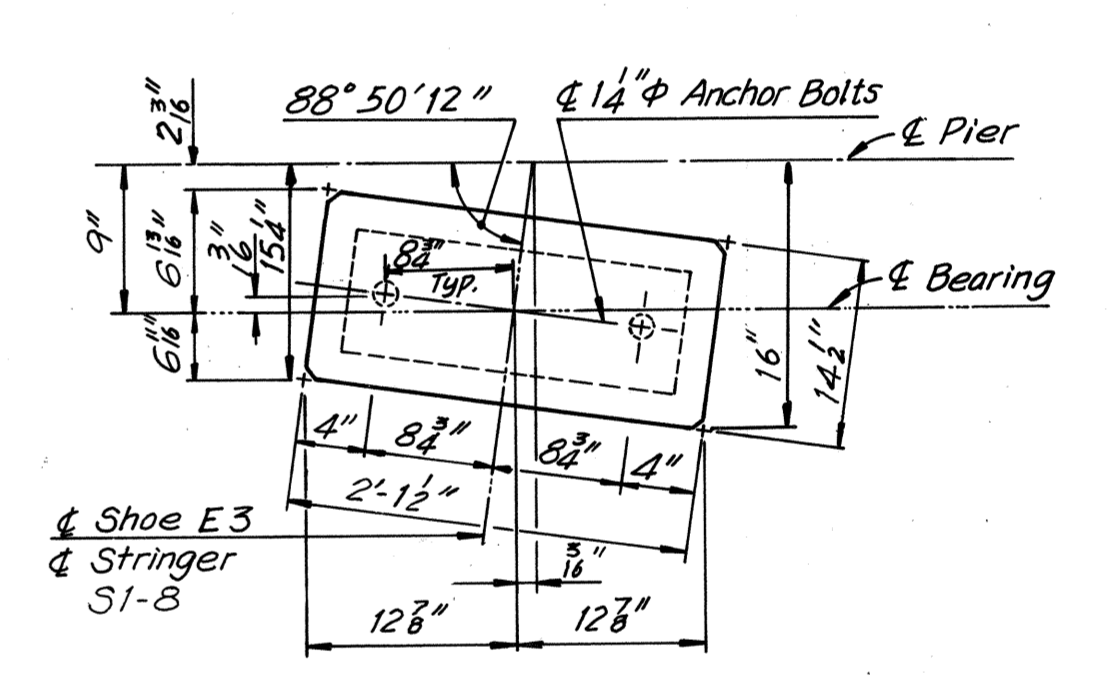 2 3/16"
88°50'12"
℄ 1 1/4"Φ Anchor Bolts
℄ Pier
9"
6 13/16"
3/16"
15 1/4"
8 3/4"
Typ.
℄ Bearing
6 11/16"
16"
14 1/2"
4"
8 3/4"
8 3/4"
4"
2'-1 1/2"
℄ Shoe E3
℄ Stringer
S1-8
3/16"
12 7/8"
12 7/8"